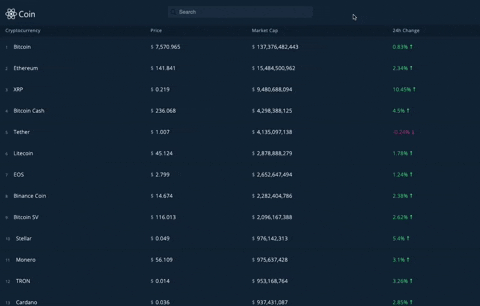 Coin
Search
Cryptocurrency Price Market Cap 24h Change
1 Bitcoin $ 7,570.965 $ 137,376,482,443 0.83% ↑
2 Ethereum $ 141.841 $ 15,484,500,962 2.34% ↑
3 XRP $ 0.219 $ 9,480,688,094 10.45% ↑
4 Bitcoin Cash $ 236.068 $ 4,298,388,125 4.5% ↑
5 Tether $ 1.007 $ 4,135,097,138 -0.29% ↓
6 Litecoin $ 45.124 $ 2,878,888,279 1.78% ↑
7 EOS $ 2.799 $ 2,652,647,494 1.24% ↑
8 Binance Coin $ 14.674 $ 2,282,404,786 2.38% ↑
9 Bitcoin SV $ 116.013 $ 2,096,167,388 2.62% ↑
10 Stellar $ 0.049 $ 976,142,313 5.4% ↑
11 Monero $ 56.109 $ 975,637,428 3.1% ↑
12 TRON $ 0.014 $ 953,168,764 3.26% ↑
13 Cardano $ 0.036 $ 937,431,087 2.85% ↑